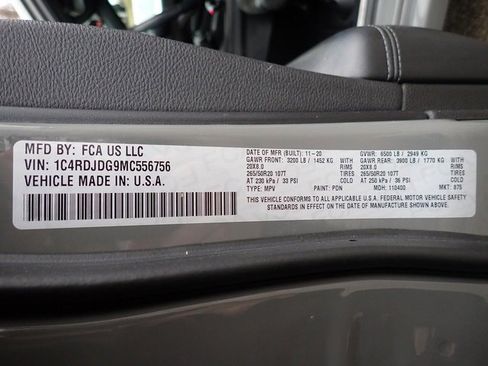 MFD BY: FCA US LLC
VIN: 1C4RDJDG9MC556756
VEHICLE MADE IN: U.S.A.
DATE OF MFR (BUILT): 11-20 GVWR: 6500 LB / 2949 KG
GAWR FRONT: 3200 LB / 1452 KG GAWR REAR: 3900 LB / 1770 KG
20X8.0 RIMS 20X8.0 RIMS
265/50R20 107T TIRES 265/50R20 107T TIRES
AT 230 kPa / 33 PSI COLD AT 250 kPa / 36 PSI COLD
TYPE: MPV PAINT: PDN MDH: 110400 MKT: 875
THIS VEHICLE CONFORMS TO ALL APPLICABLE U.S.A. FEDERAL MOTOR VEHICLE SAFETY
STANDARDS IN EFFECT ON THE DATE OF MANUFACTURE SHOWN ABOVE.